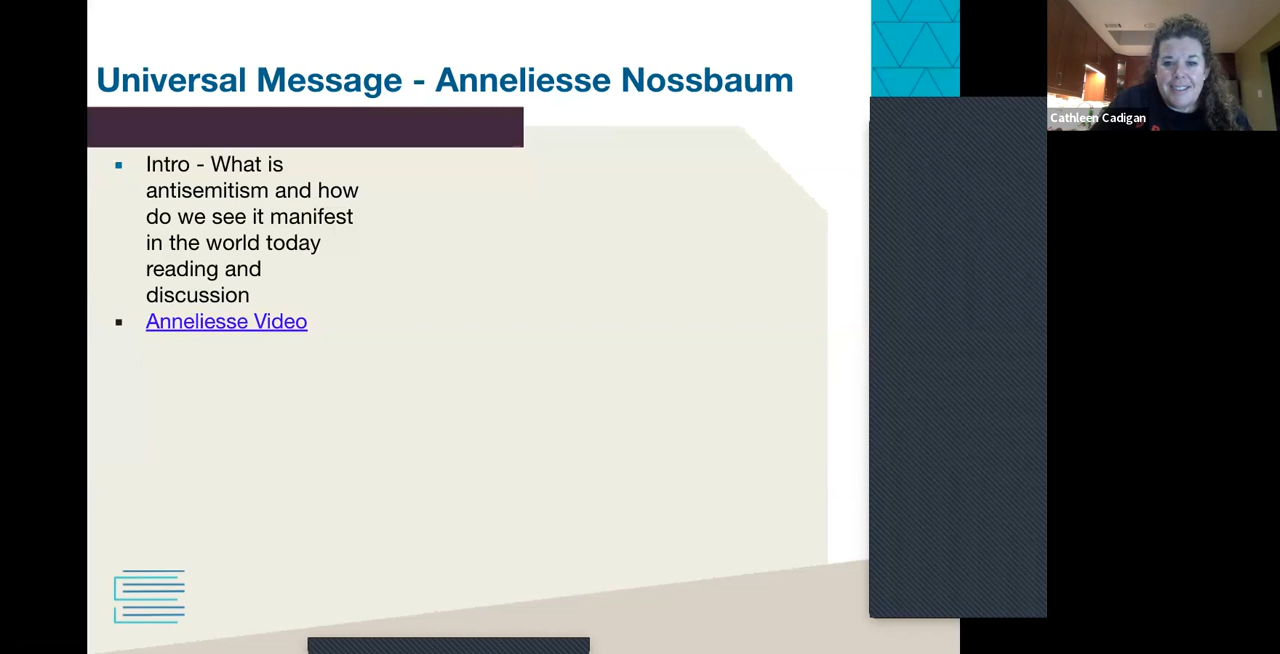 Universal Message - Anneliesse Nossbaum
Intro - What is
antisemitism and how
do we see it manifest
in the world today
reading and
discussion
Anneliesse Video
Cathleen Cadigan